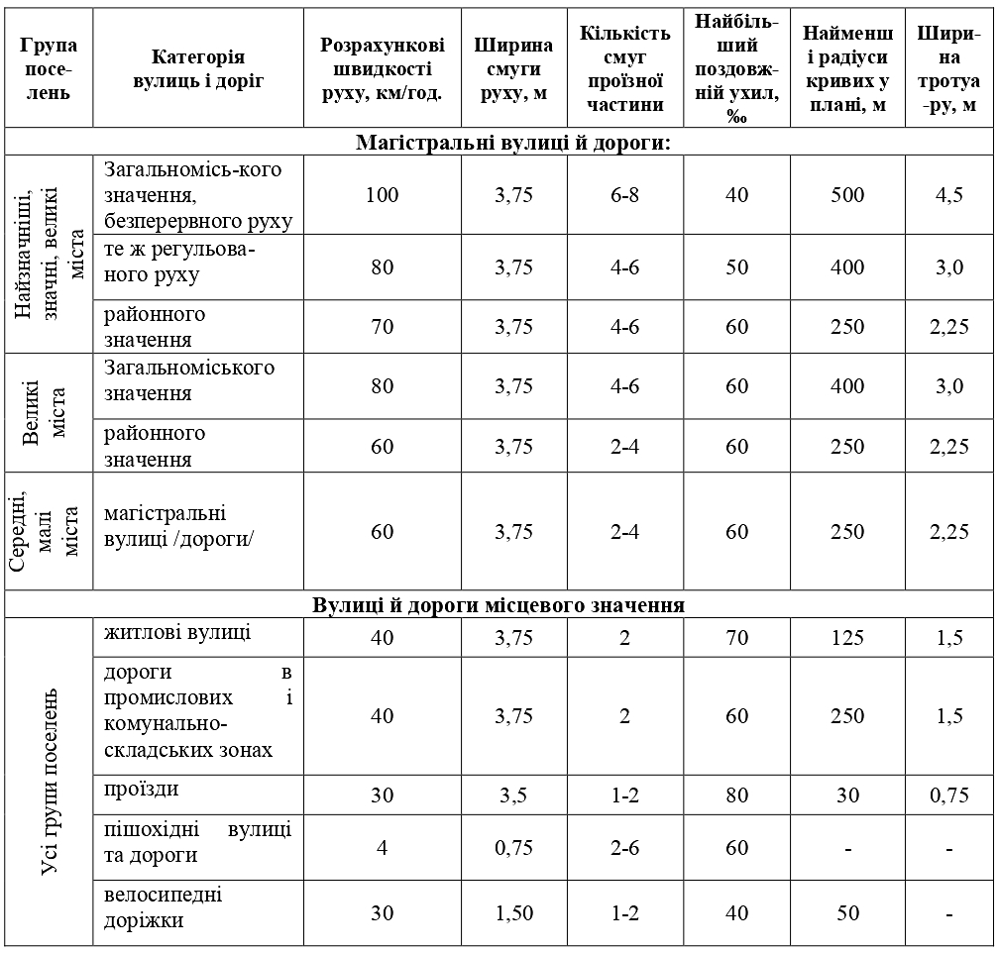 Група
посе-
лень
Категорія
вулиць і доріг
Розрахункові
швидкості
руху, км/год.
Ширина
смуги
руху, м
Кількість
смуг
проїзної
частини
Найбіль-
ший
поздовж-
ній ухил,
‰
Найменш
і радіуси
кривих у
плані, м
Шири-
на
тротуа
-ру, м
Магістральні вулиці й дороги:
Найзначніші,
значні, великі
міста
Загальномісь-кого
значення,
безперервного руху
100
3,75
6-8
40
500
4,5
те ж регульова-
ного руху
80
3,75
4-6
50
400
3,0
районного
значення
70
3,75
4-6
60
250
2,25
Великі
міста
Загальноміського
значення
80
3,75
4-6
60
400
3,0
районного
значення
60
3,75
2-4
60
250
2,25
Середні,
малі
міста
магістральні
вулиці /дороги/
60
3,75
2-4
60
250
2,25
Вулиці й дороги місцевого значення
Усі групи поселень
житлові вулиці
40
3,75
2
70
125
1,5
дороги в
промислових і
комунально-
складських зонах
40
3,75
2
60
250
1,5
проїзди
30
3,5
1-2
80
30
0,75
пішохідні вулиці
та дороги
4
0,75
2-6
60
-
-
велосипедні
доріжки
30
1,50
1-2
40
50
-